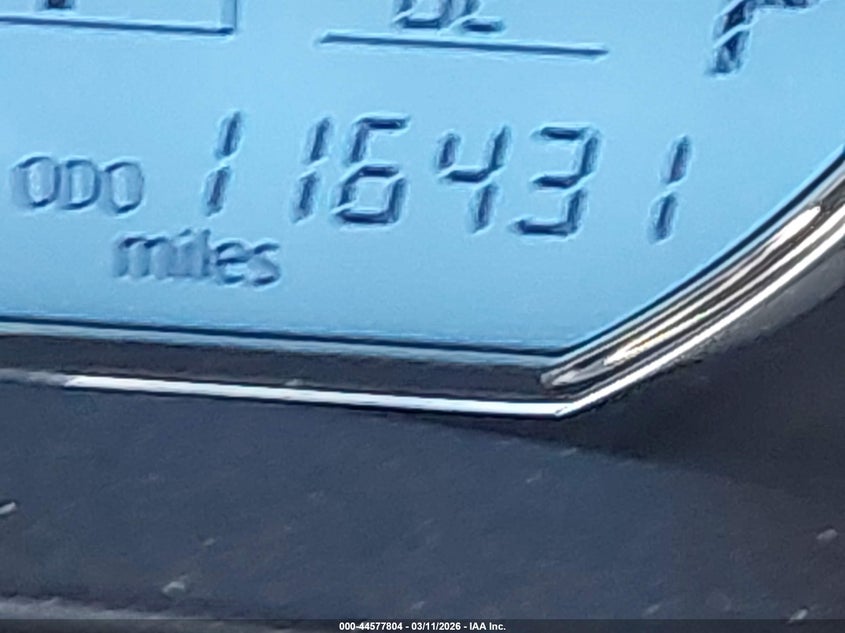 ODO 116431
miles
000-44577804 - 03/11/2026 - IAA Inc.